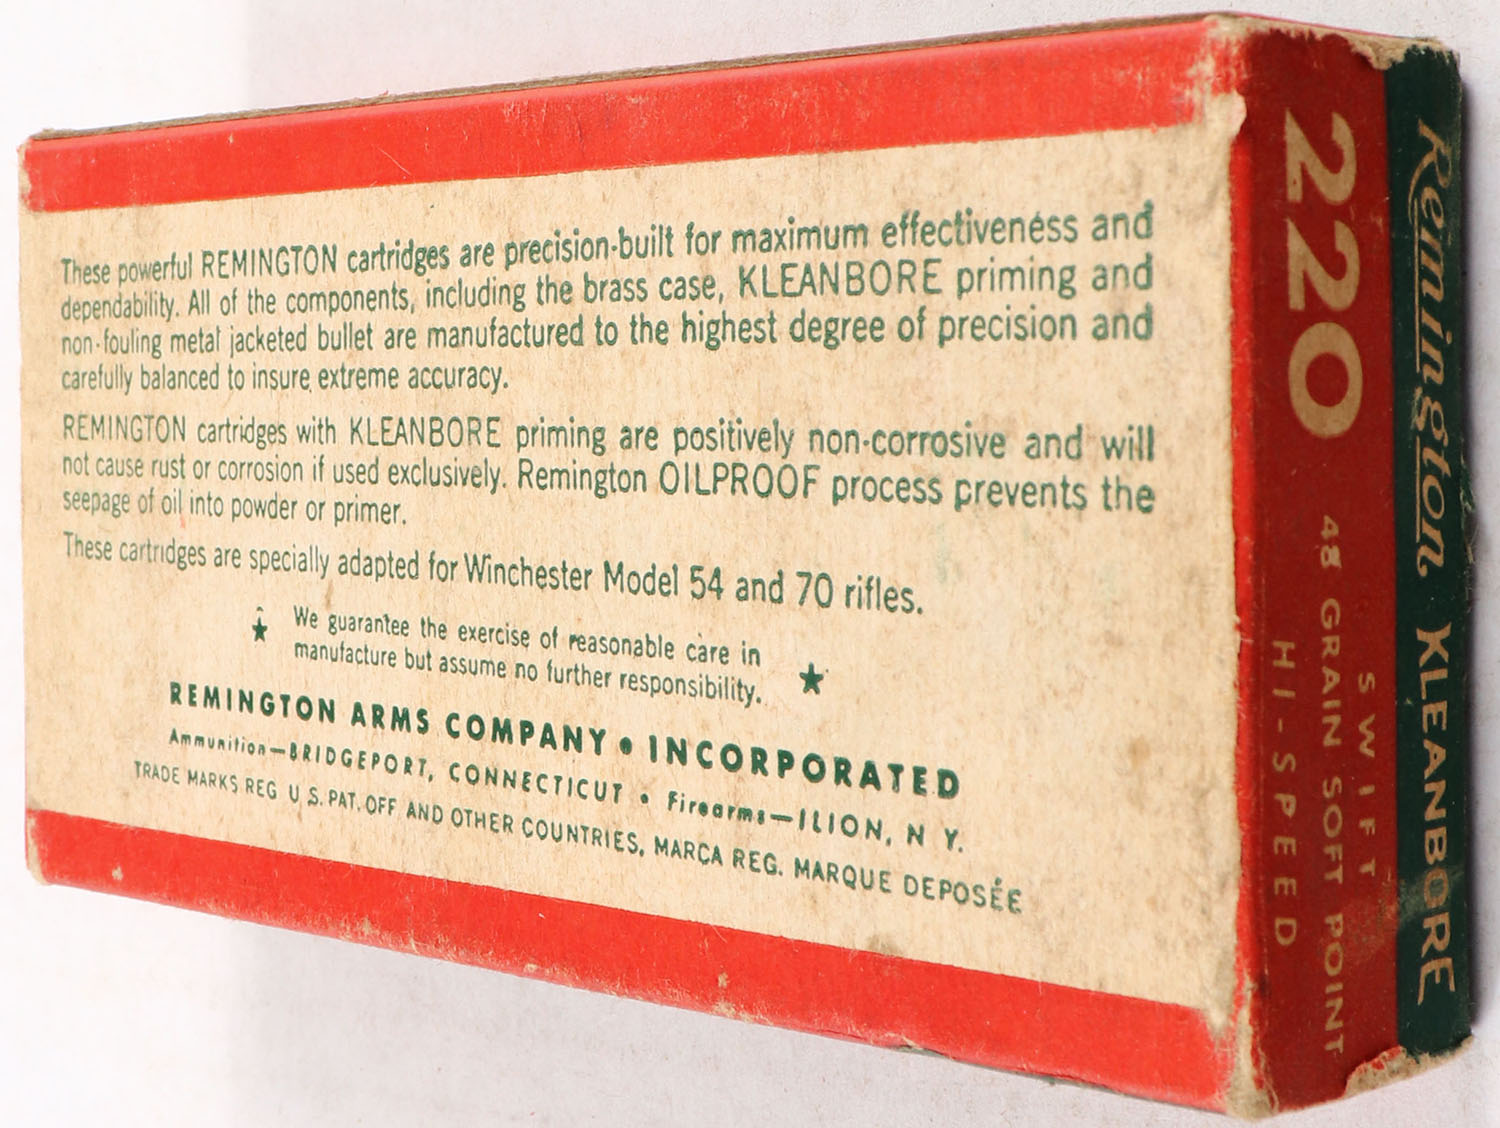 These powerful REMINGTON cartridges are precision-built for maximum effectiveness and
dependability. All of the components, including the brass case, KLEANBORE priming and
non-fouling metal jacketed bullet are manufactured to the highest degree of precision and
carefully balanced to insure extreme accuracy.
REMINGTON cartridges with KLEANBORE priming are positively non-corrosive and will
not cause rust or corrosion if used exclusively. Remington OILPROOF process prevents the
seepage of oil into powder or primer.
These cartridges are specially adapted for Winchester Model 54 and 70 rifles.
We guarantee the exercise of reasonable care in
manufacture but assume no further responsibility.
REMINGTON ARMS COMPANY • INCORPORATED
Ammunition—BRIDGEPORT, CONNECTICUT • Firearms—ILION, N Y.
TRADE MARKS REG U.S. PAT. OFF AND OTHER COUNTRIES, MARCA REG. MARQUE DEPOSÉE
Remington KLEANBORE
220 SWIFT
48 GRAIN SOFT POINT
HI-SPEED